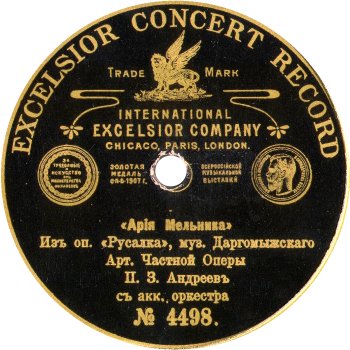 EXCELSIOR CONCERT RECORD
TRADE MARK
INTERNATIONAL
EXCELSIOR COMPANY
CHICAGO, PARIS, LONDON.
ЗОЛОТАЯ
МЕДАЛЬ
СПБ-1907 г.
ВСЕРОССІЙСКОЙ
МУЗЫКАЛЬНОЙ
ВЫСТАВКИ
«Арія Мельника»
Изъ оп. «Русалка», муз. Даргомыжскаго
Арт. Частной Оперы
П. З. Андреевъ
съ акк. оркестра
№ 4498.